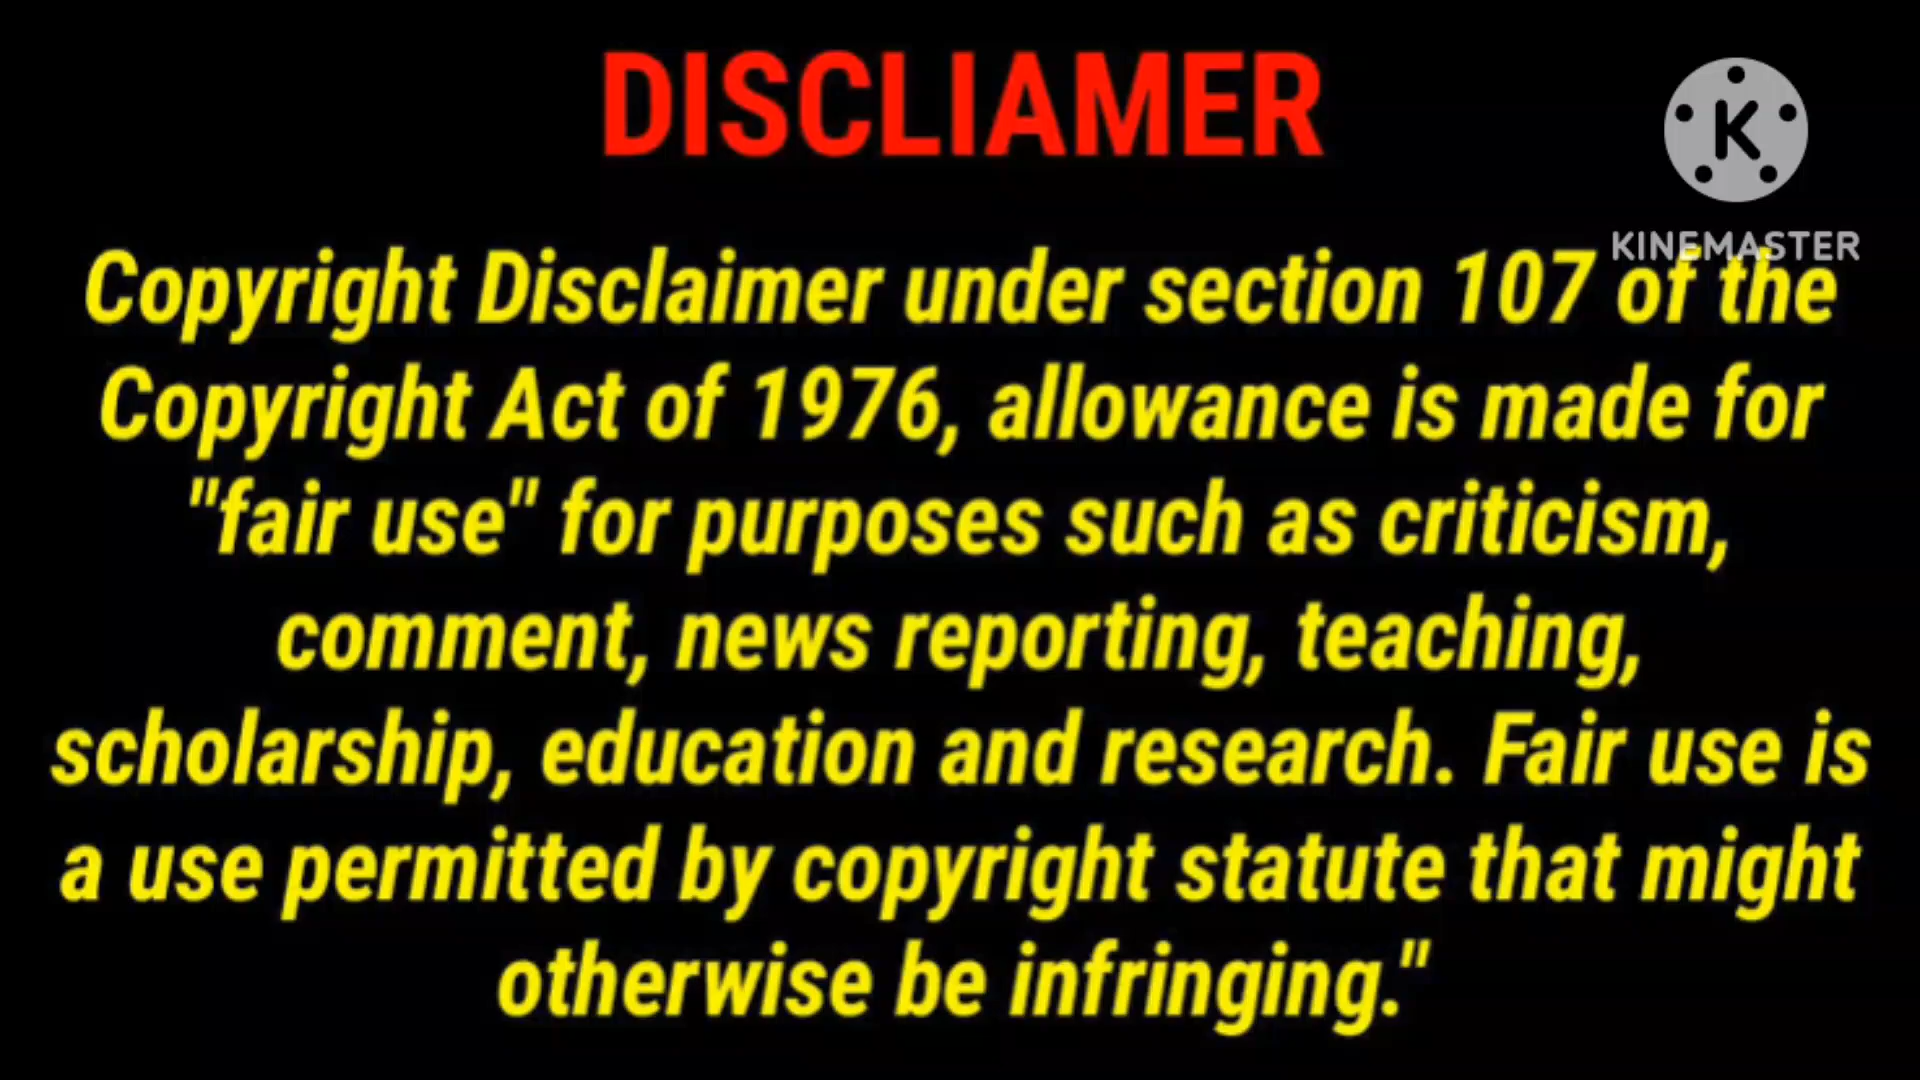 DISCLIAMER
K
KINEMASTER
Copyright Disclaimer under section 107 of the
Copyright Act of 1976, allowance is made for
"fair use" for purposes such as criticism,
comment, news reporting, teaching,
scholarship, education and research. Fair use is
a use permitted by copyright statute that might
otherwise be infringing."